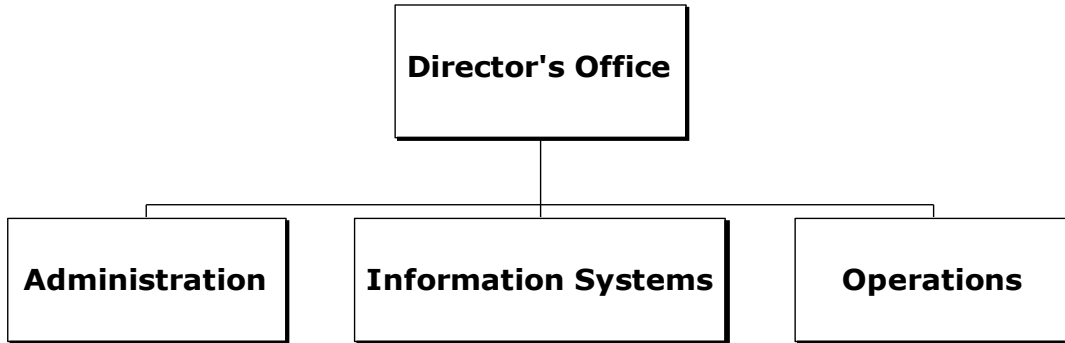 Director's Office
Administration
Information Systems
Operations